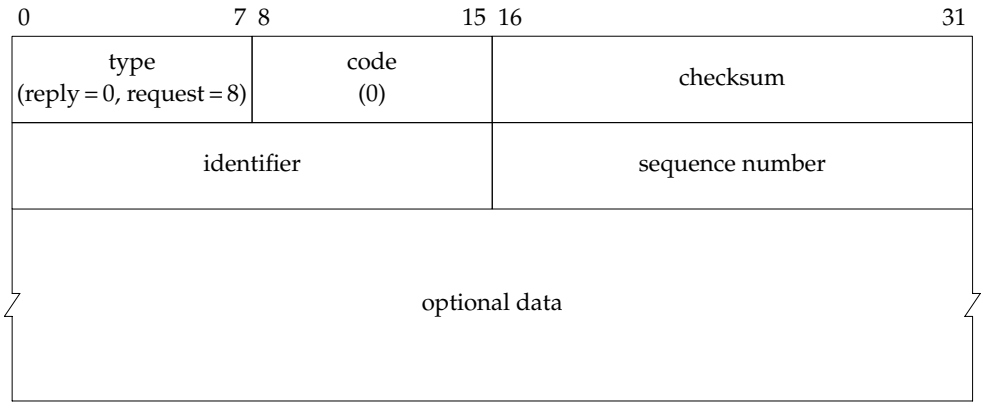 0 7 8 15 16 31
type code checksum
(reply = 0, request = 8) (0)
identifier sequence number
optional data